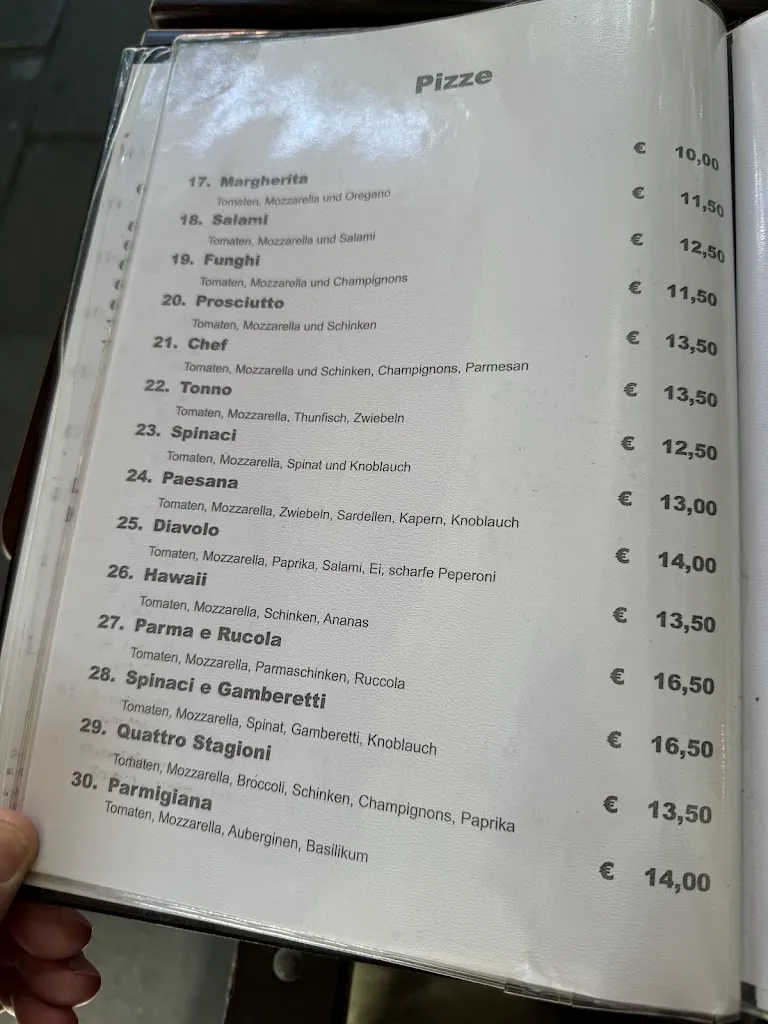 Pizze
17. Margherita € 10,00
Tomaten, Mozzarella und Oregano
18. Salami € 11,50
Tomaten, Mozzarella und Salami
19. Funghi € 12,50
Tomaten, Mozzarella und Champignons
20. Prosciutto € 11,50
Tomaten, Mozzarella und Schinken
21. Chef € 13,50
Tomaten, Mozzarella und Schinken, Champignons, Parmesan
22. Tonno € 13,50
Tomaten, Mozzarella, Thunfisch, Zwiebeln
23. Spinaci € 12,50
Tomaten, Mozzarella, Spinat und Knoblauch
24. Paesana € 13,00
Tomaten, Mozzarella, Zwiebeln, Sardellen, Kapern, Knoblauch
25. Diavolo € 14,00
Tomaten, Mozzarella, Paprika, Salami, Ei, scharfe Peperoni
26. Hawaii € 13,50
Tomaten, Mozzarella, Schinken, Ananas
27. Parma e Rucola € 16,50
Tomaten, Mozzarella, Parmaschinken, Ruccola
28. Spinaci e Gamberetti € 16,50
Tomaten, Mozzarella, Spinat, Gamberetti, Knoblauch
29. Quattro Stagioni € 13,50
Tomaten, Mozzarella, Broccoli, Schinken, Champignons, Paprika
30. Parmigiana € 14,00
Tomaten, Mozzarella, Auberginen, Basilikum